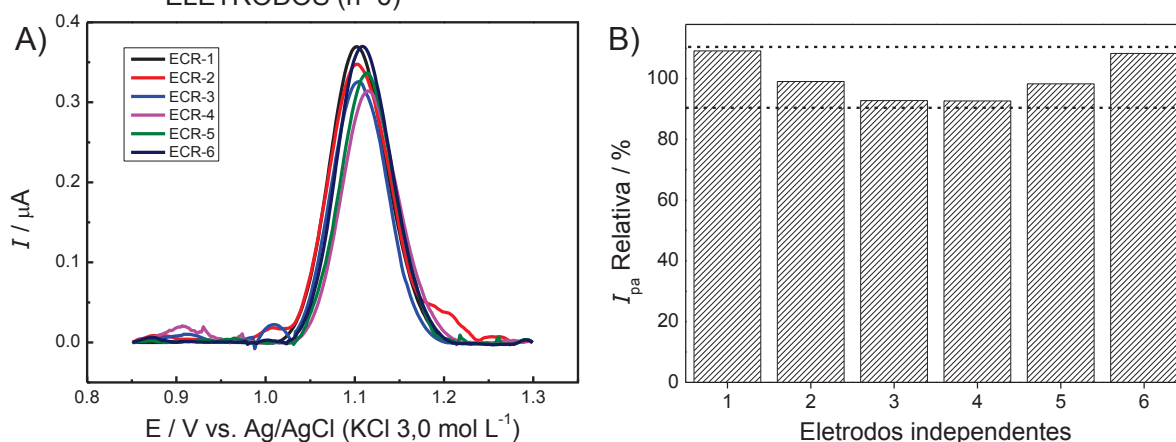 ELETRODOS (n=6)
A)
0.4
0.3
0.2
0.1
0.0
I / μA
ECR-1
ECR-2
ECR-3
ECR-4
ECR-5
ECR-6
0.8 0.9 1.0 1.1 1.2 1.3
E / V vs. Ag/AgCl (KCl 3,0 mol L⁻¹)
B)
100
80
60
40
20
0
Ipa Relativa / %
1 2 3 4 5 6
Eletrodos independentes